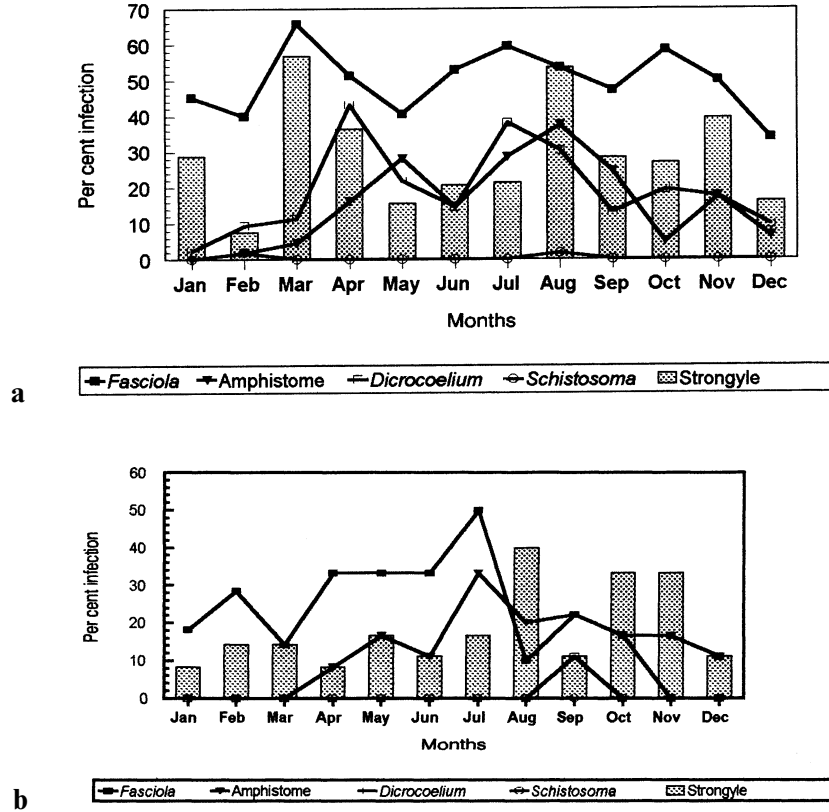 70
60
50
40
30
20
10
0
Per cent infection
Jan Feb Mar Apr May Jun Jul Aug Sep Oct Nov Dec
Months
a
Fasciola Amphistome Dicrocoelium Schistosoma Strongyle
60
50
40
30
20
10
0
Per cent infection
Jan Feb Mar Apr May Jun Jul Aug Sep Oct Nov Dec
Months
b
Fasciola Amphistome Dicrocoelium Schistosoma Strongyle